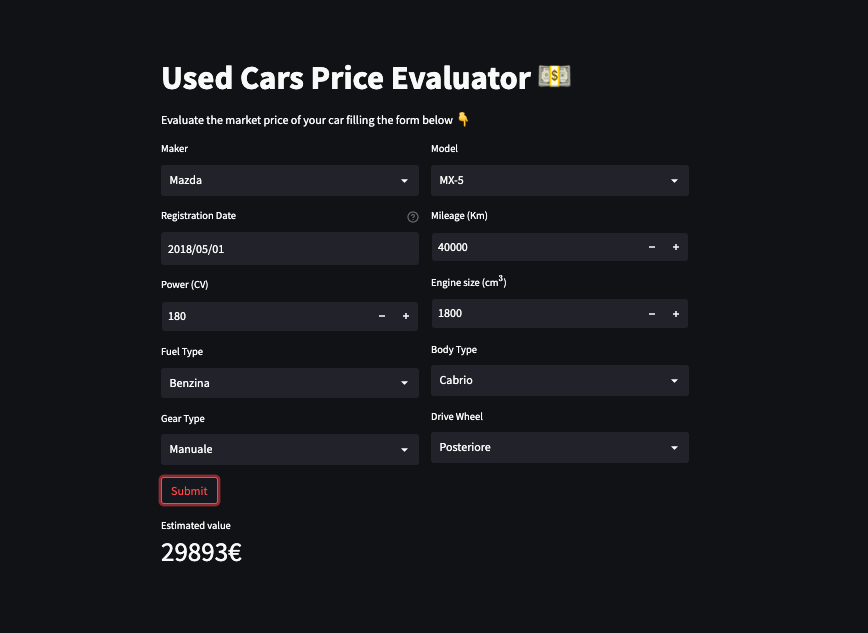 Used Cars Price Evaluator 💵
Evaluate the market price of your car filling the form below 👇
Maker
Model
Mazda
MX-5
Registration Date
Mileage (Km)
2018/05/01
40000
Power (CV)
Engine size (cm³)
180
1800
Fuel Type
Body Type
Benzina
Cabrio
Gear Type
Drive Wheel
Manuale
Posteriore
Submit
Estimated value
29893€